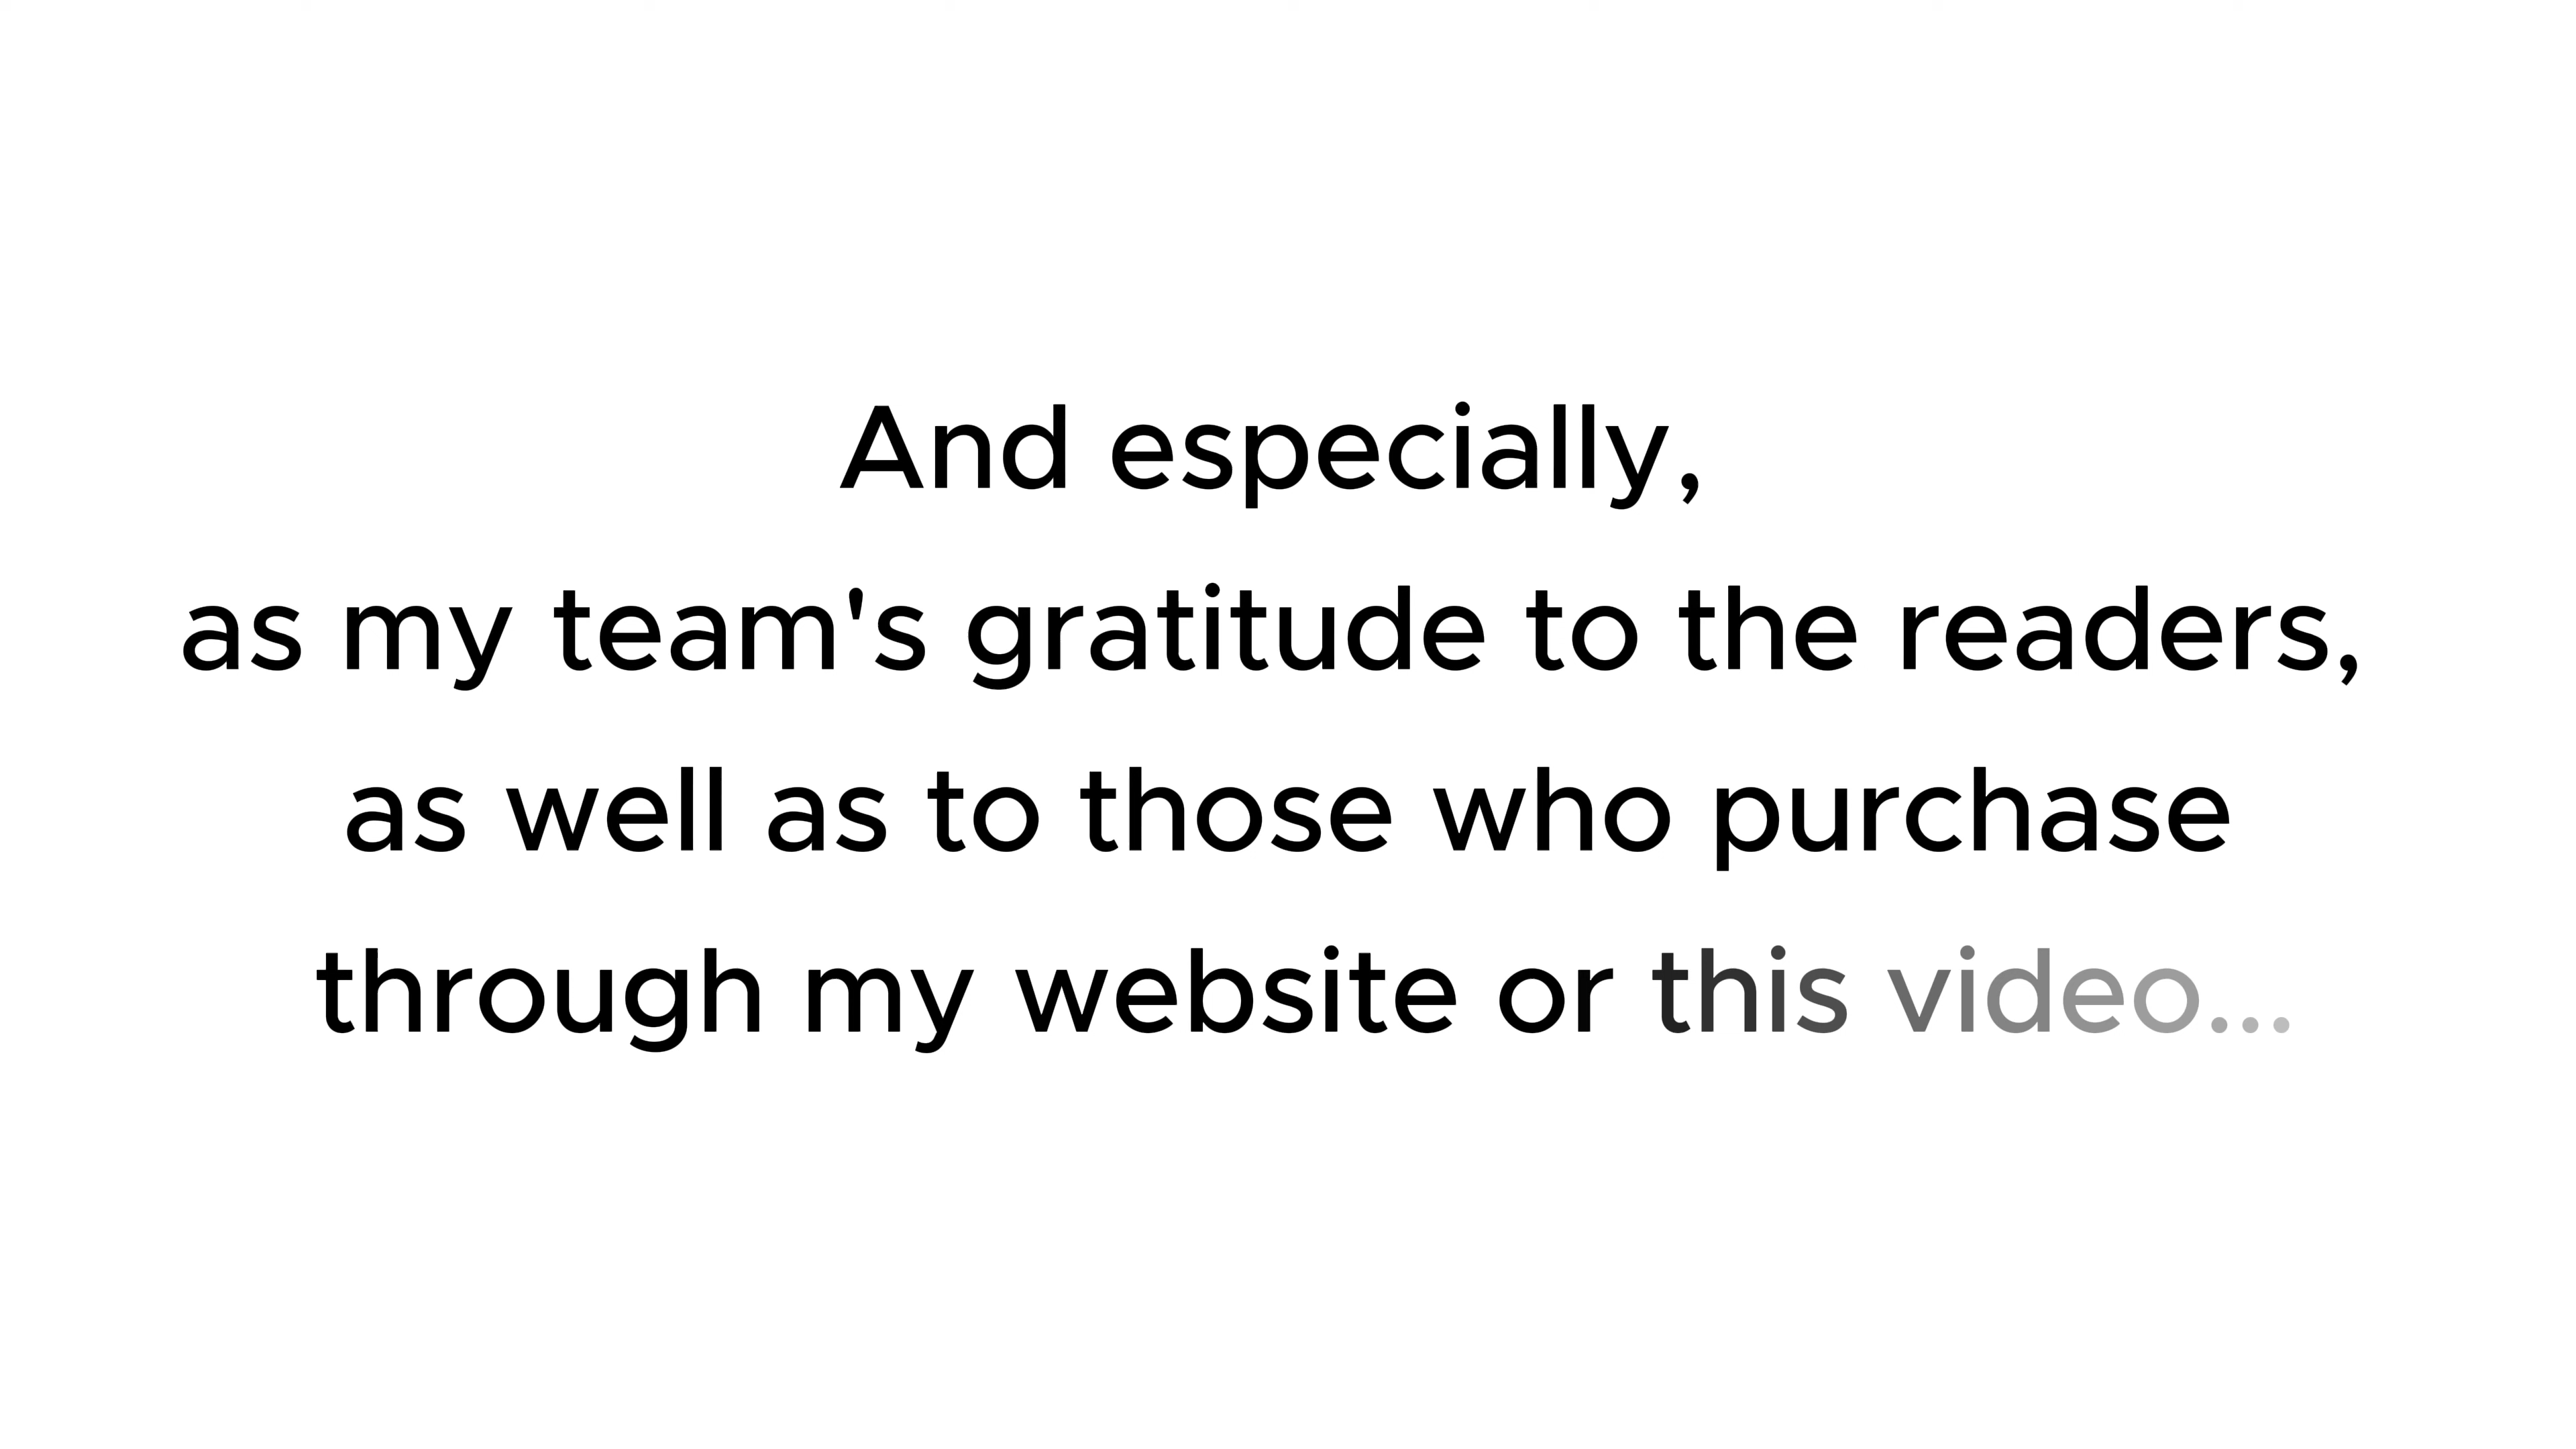 And especially,
as my team's gratitude to the readers,
as well as to those who purchase
through my website or this video...